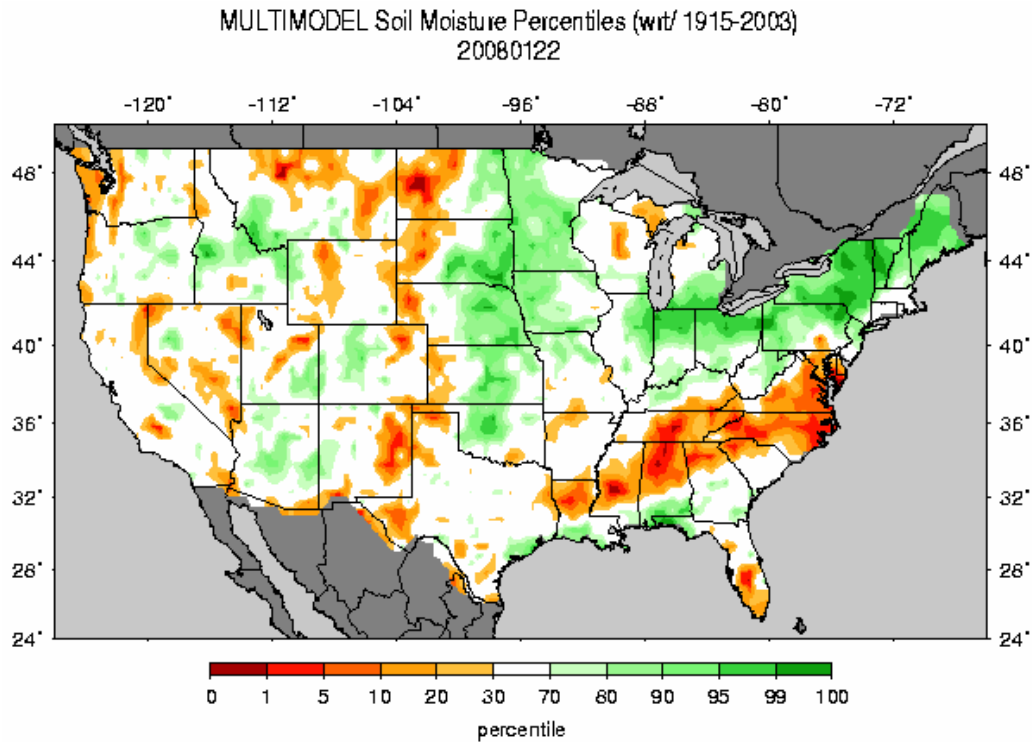 MULTIMODEL Soil Moisture Percentiles (wrt/ 1915-2003)
20080122
-120° -112° -104° -96° -88° -80° -72°
48° 48°
44° 44°
40° 40°
36° 36°
32° 32°
28° 28°
24° 24°
0 1 5 10 20 30 70 80 90 95 99 100
percentile